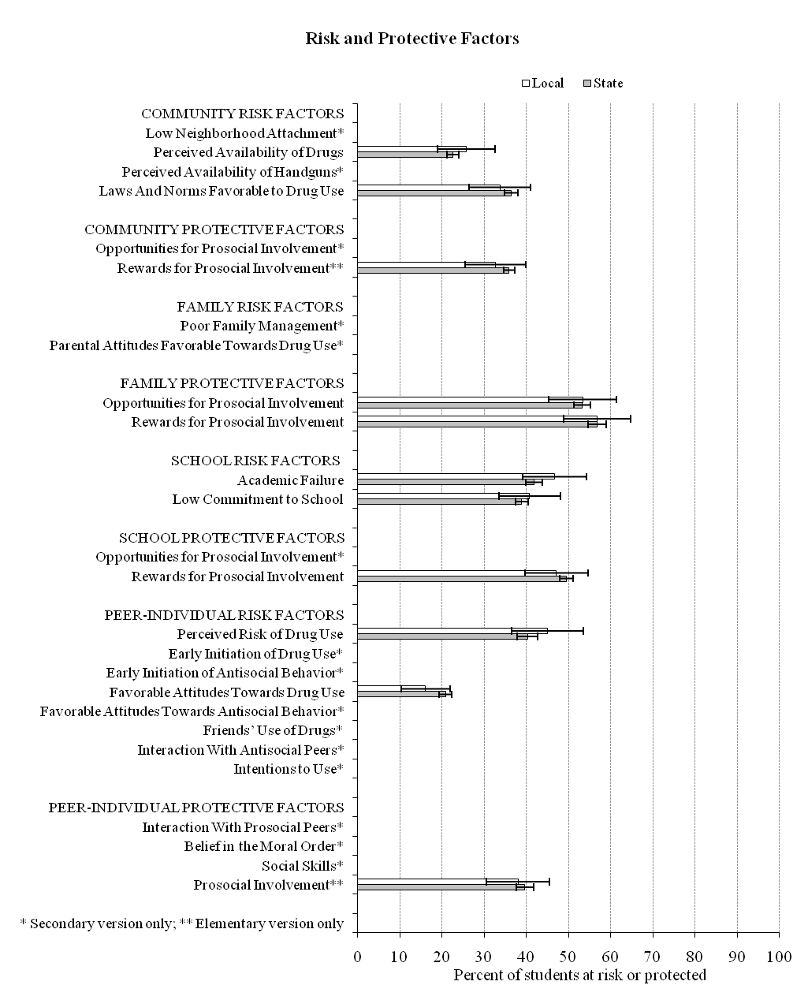 Risk and Protective Factors
Local State
COMMUNITY RISK FACTORS
Low Neighborhood Attachment*
Perceived Availability of Drugs
Perceived Availability of Handguns*
Laws And Norms Favorable to Drug Use
COMMUNITY PROTECTIVE FACTORS
Opportunities for Prosocial Involvement*
Rewards for Prosocial Involvement**
FAMILY RISK FACTORS
Poor Family Management*
Parental Attitudes Favorable Towards Drug Use*
FAMILY PROTECTIVE FACTORS
Opportunities for Prosocial Involvement
Rewards for Prosocial Involvement
SCHOOL RISK FACTORS
Academic Failure
Low Commitment to School
SCHOOL PROTECTIVE FACTORS
Opportunities for Prosocial Involvement*
Rewards for Prosocial Involvement
PEER-INDIVIDUAL RISK FACTORS
Perceived Risk of Drug Use
Early Initiation of Drug Use*
Early Initiation of Antisocial Behavior*
Favorable Attitudes Towards Drug Use
Favorable Attitudes Towards Antisocial Behavior*
Friends’ Use of Drugs*
Interaction With Antisocial Peers*
Intentions to Use*
PEER-INDIVIDUAL PROTECTIVE FACTORS
Interaction With Prosocial Peers*
Belief in the Moral Order*
Social Skills*
Prosocial Involvement**
* Secondary version only; ** Elementary version only
0 10 20 30 40 50 60 70 80 90 100
Percent of students at risk or protected